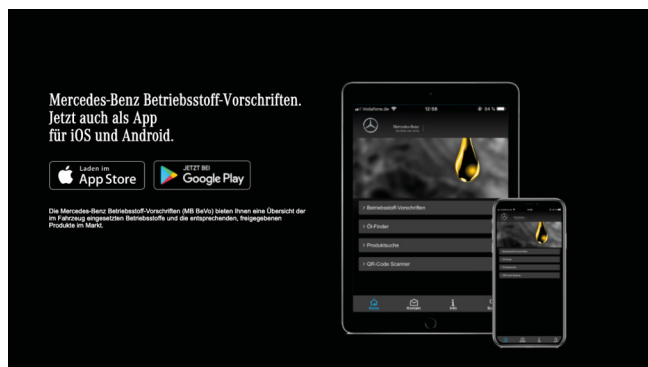 Mercedes-Benz Betriebsstoff-Vorschriften.
Jetzt auch als App
für iOS und Android.
Laden im
App Store
JETZT BEI
Google Play
Die Mercedes-Benz Betriebsstoff-Vorschriften (MB BeVo) bieten Ihnen eine Übersicht der
im Fahrzeug eingesetzten Betriebsstoffe und die entsprechenden, freigegebenen
Produkte im Markt.
Vodafone.de 12:58 84 %
Mercedes-Benz
> Betriebsstoff-Vorschriften
> Öl-Finder
> Produktsuche
> QR-Code Scanner
Home Kontakt Info